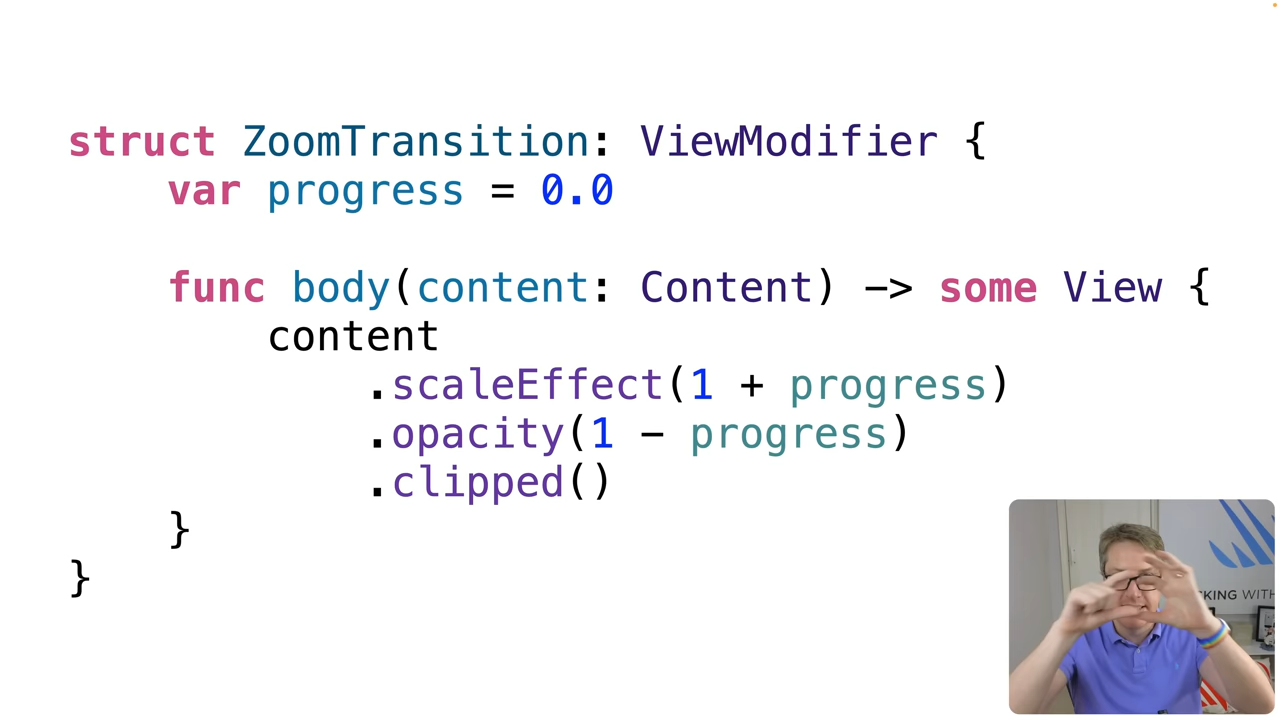 struct ZoomTransition: ViewModifier {
    var progress = 0.0

    func body(content: Content) -> some View {
        content
            .scaleEffect(1 + progress)
            .opacity(1 - progress)
            .clipped()
    }
}
WITH